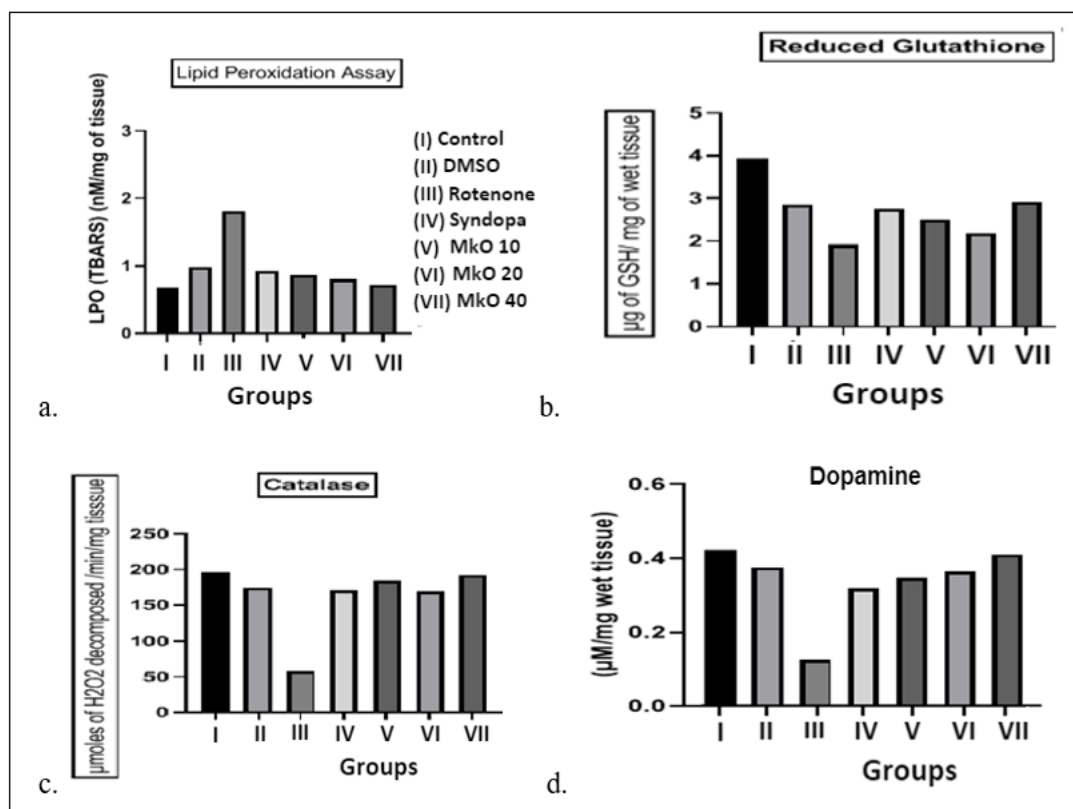 Lipid Peroxidation Assay
LPO (TBARS) (nM/mg of tissue)
3
2
1
0
I II III IV V VI VII
Groups
(I) Control
(II) DMSO
(III) Rotenone
(IV) Syndopa
(V) MkO 10
(VI) MkO 20
(VII) MkO 40
a.
Reduced Glutathione
µg of GSH/ mg of wet tissue
5
4
3
2
1
0
I II III IV V VI VII
Groups
b.
Catalase
µmoles of H2O2 decomposed /min/mg tisssue
250
200
150
100
50
0
I II III IV V VI VII
Groups
c.
Dopamine
(µM/mg wet tissue)
0.6
0.4
0.2
0.0
I II III IV V VI VII
Groups
d.